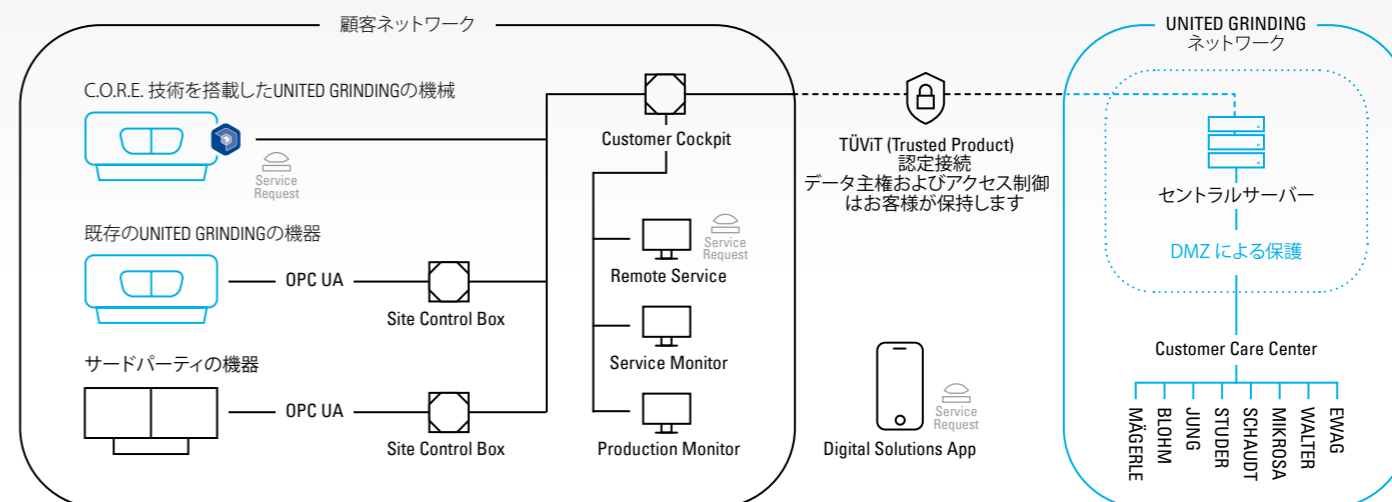 顧客ネットワーク
C.O.R.E. 技術を搭載したUNITED GRINDINGの機械
Service
Request
既存のUNITED GRINDINGの機器
OPC UA
Site Control Box
サードパーティの機器
OPC UA
Site Control Box
Customer Cockpit
Remote Service
Service
Request
Service Monitor
Production Monitor
TÜViT (Trusted Product)
認定接続
データ主権およびアクセス制御
はお客様が保持します
Digital Solutions App
Service
Request
UNITED GRINDING
ネットワーク
セントラルサーバー
DMZ による保護
Customer Care Center
MÄGERLE
BLOHM
JUNG
STUDER
SCHAUDT
MIKROSA
WALTER
EWAG